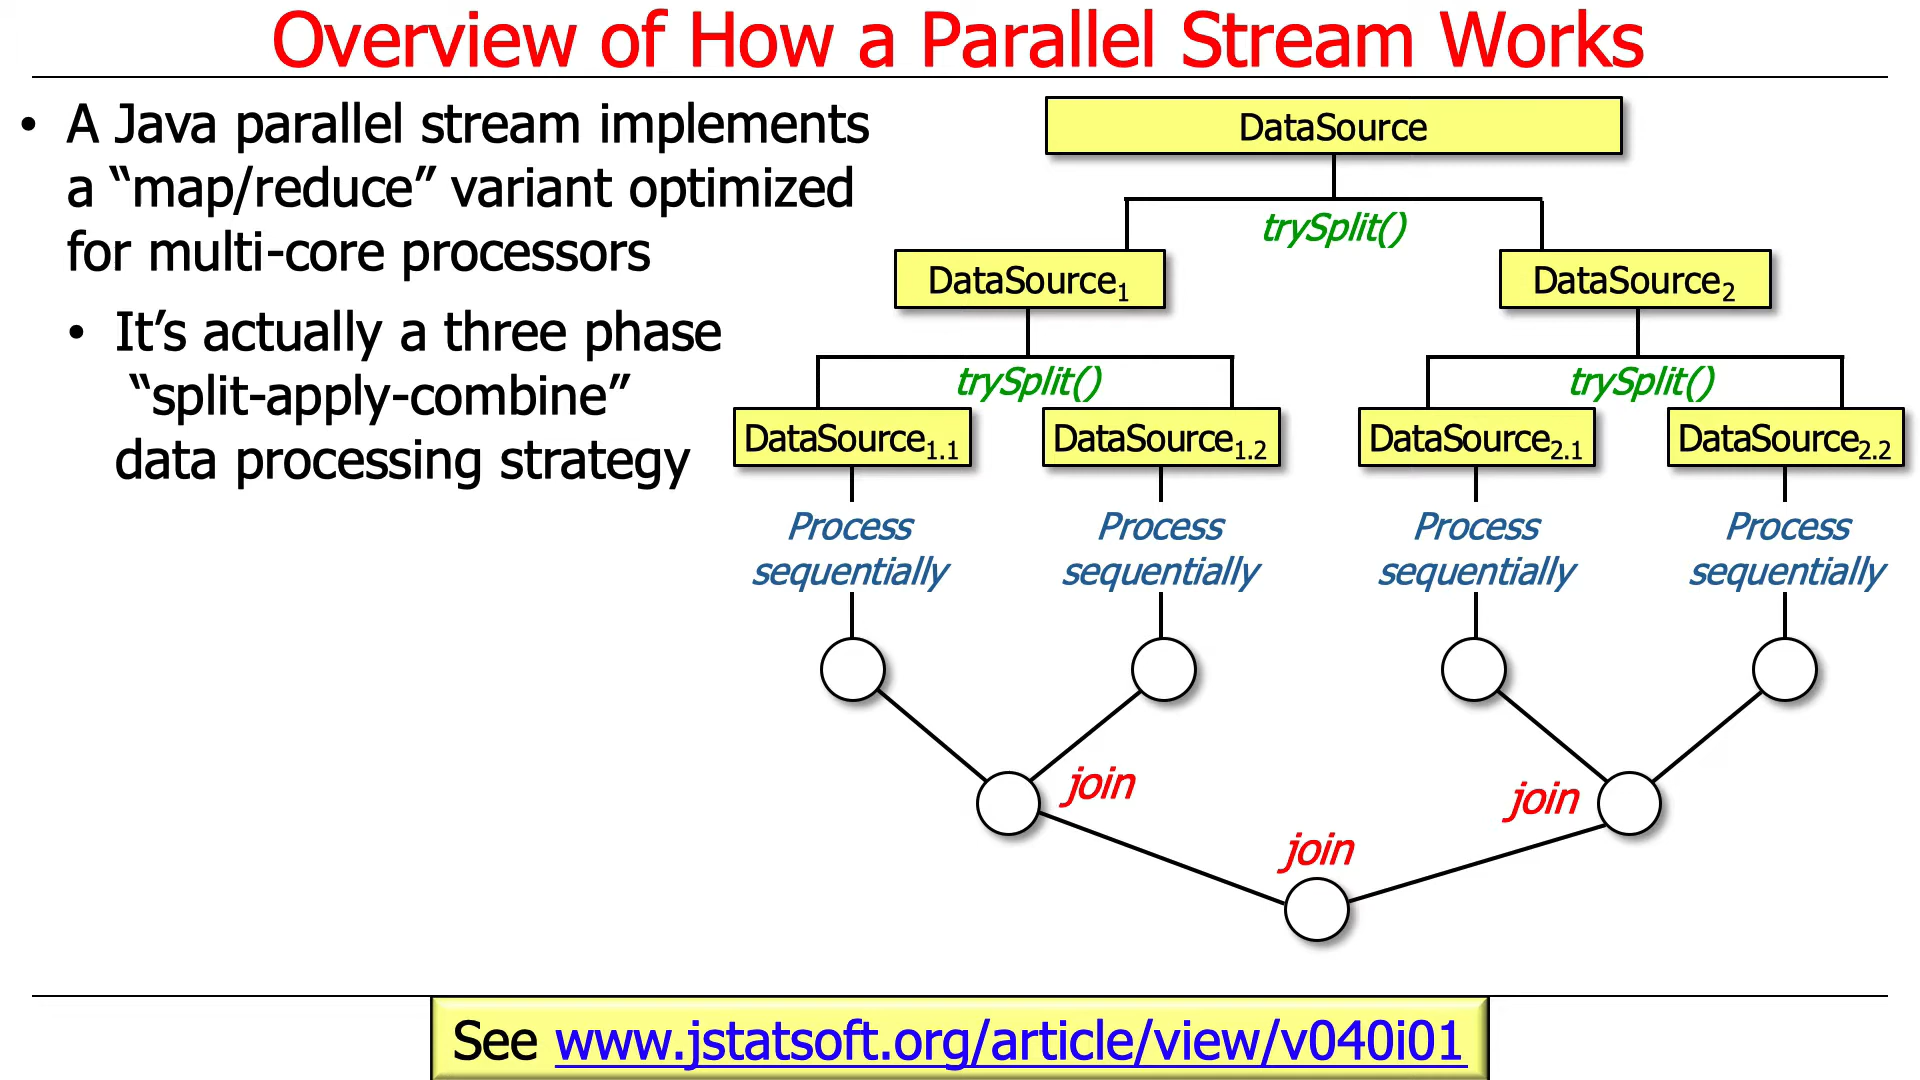 Overview of How a Parallel Stream Works
• A Java parallel stream implements
a “map/reduce” variant optimized
for multi-core processors
• It’s actually a three phase
“split-apply-combine”
data processing strategy
DataSource
trySplit()
DataSource1
DataSource2
trySplit()
trySplit()
DataSource1.1
DataSource1.2
DataSource2.1
DataSource2.2
Process
sequentially
Process
sequentially
Process
sequentially
Process
sequentially
join
join
join
See www.jstatsoft.org/article/view/v040i01